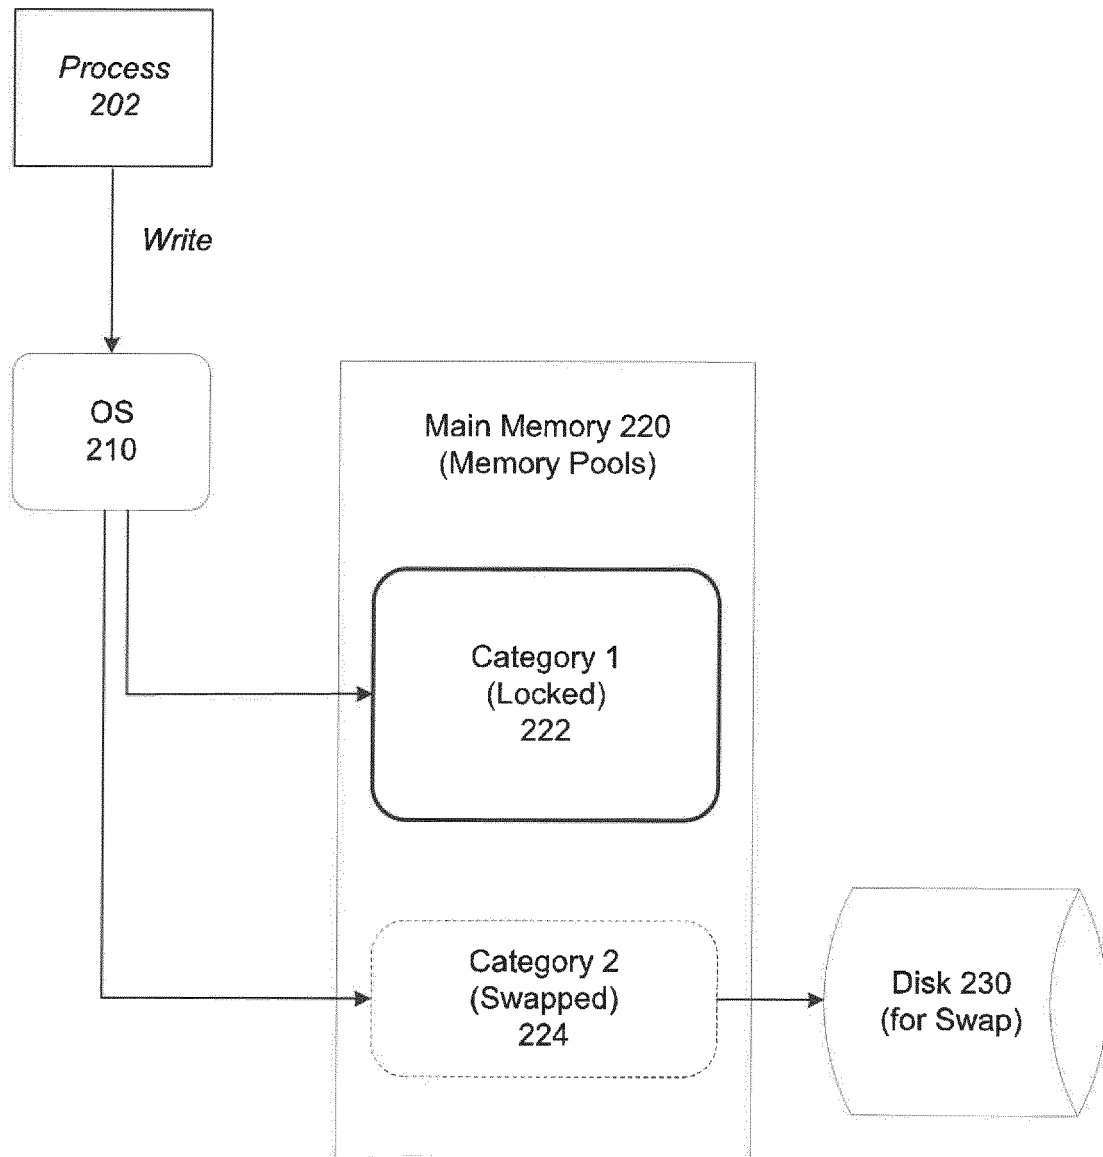 Process
202
Write
OS
210
Main Memory 220
(Memory Pools)
Category 1
(Locked)
222
Category 2
(Swapped)
224
Disk 230
(for Swap)